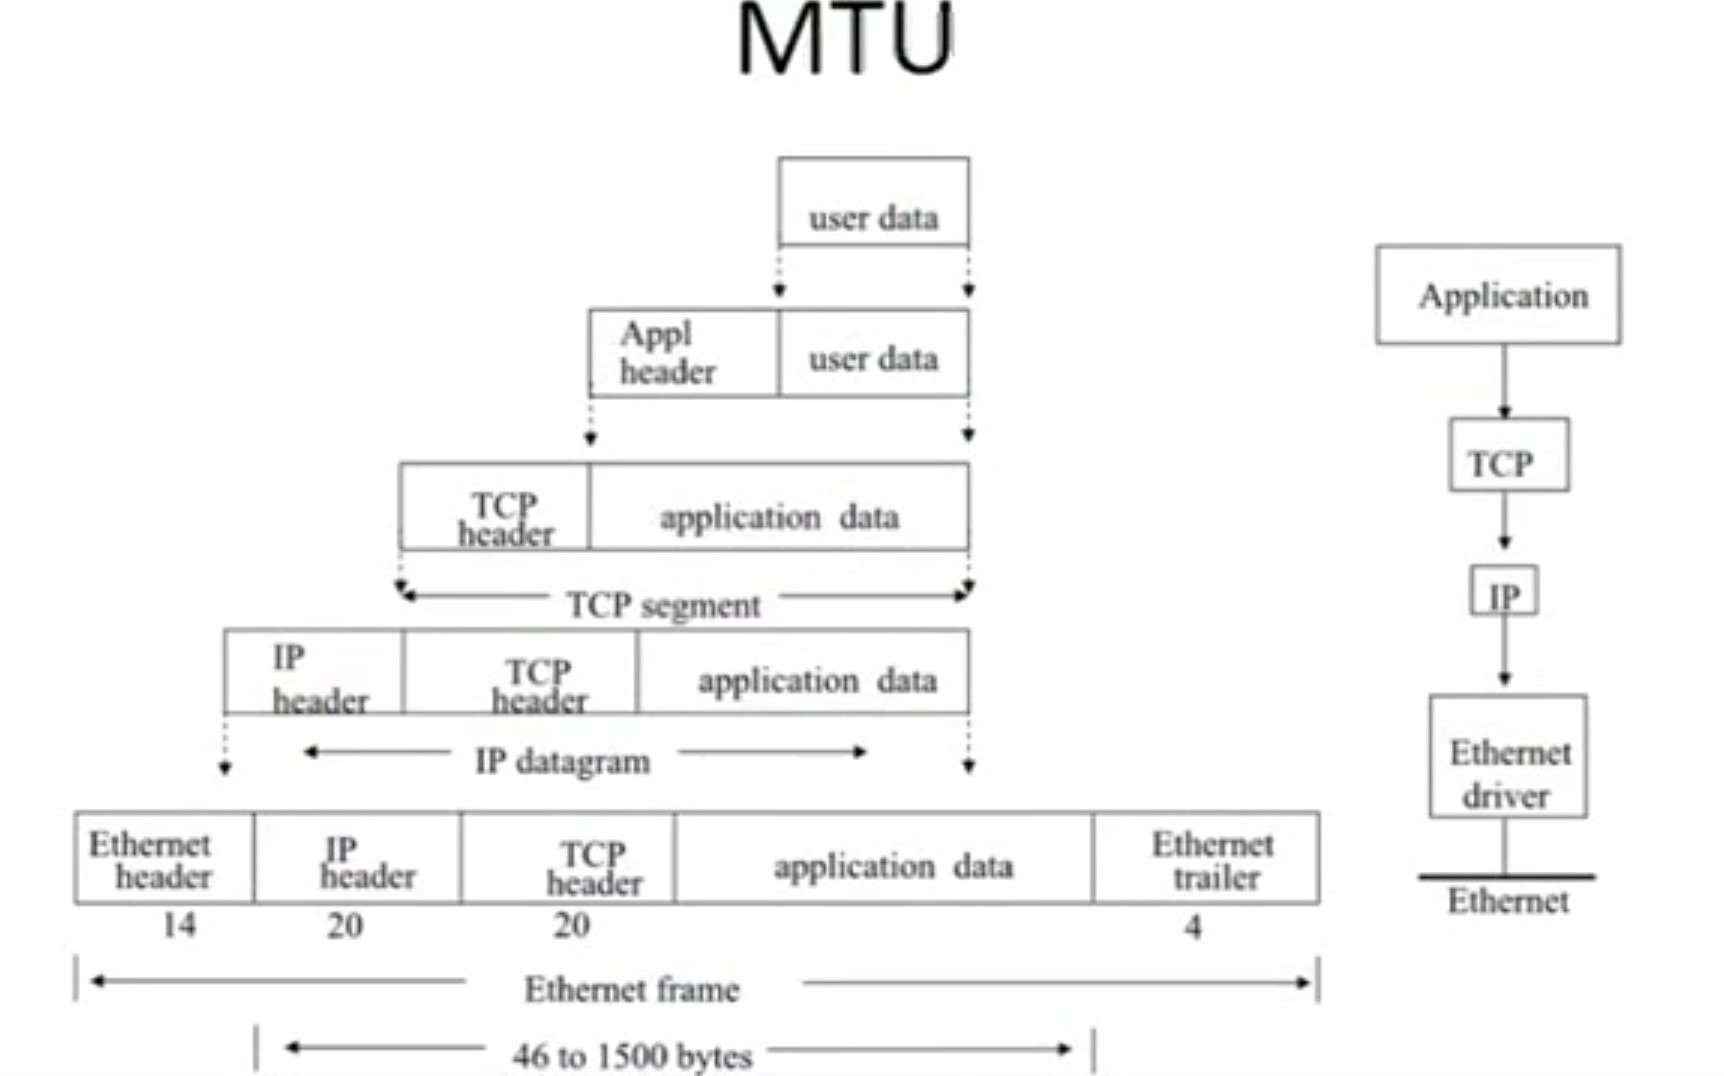 MTU
user data
Appl
header
user data
TCP
header
application data
TCP segment
IP
header
TCP
header
application data
IP datagram
Ethernet
header
IP
header
TCP
header
application data
Ethernet
trailer
14
20
20
4
Ethernet frame
46 to 1500 bytes
Application
TCP
IP
Ethernet
driver
Ethernet